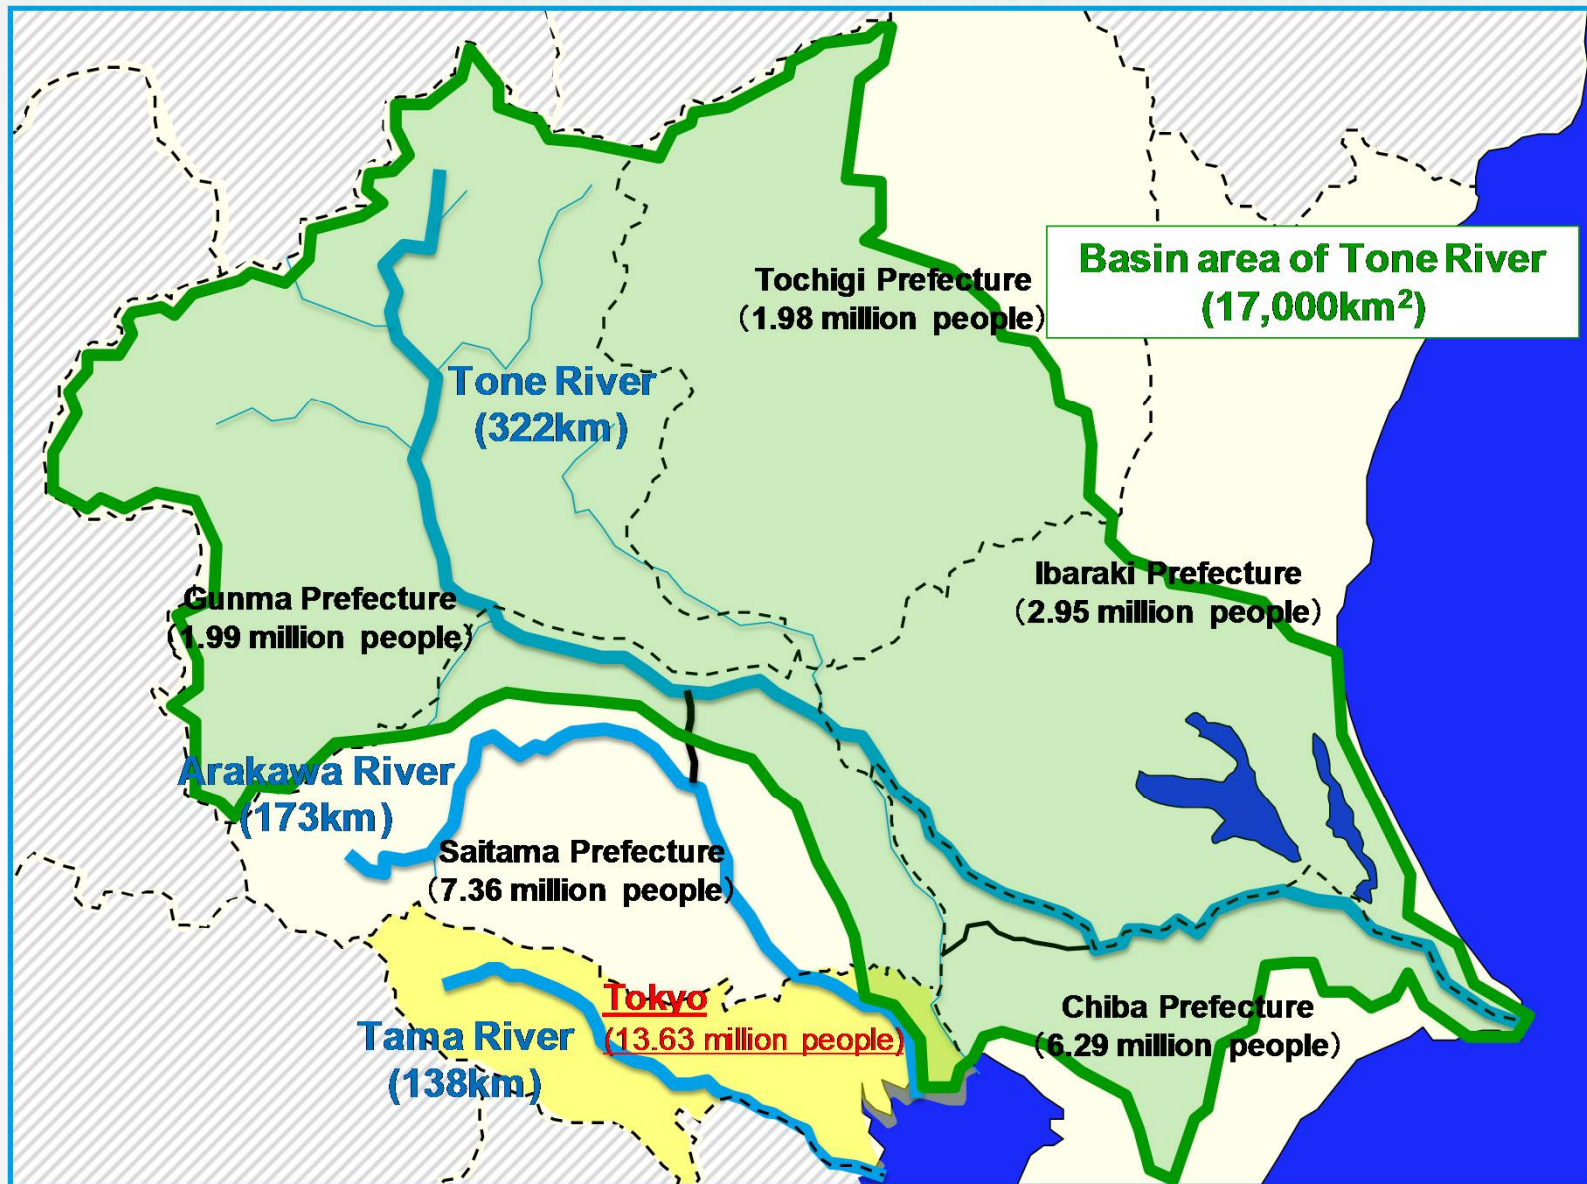 Basin area of Tone River
(17,000km²)
Tochigi Prefecture
(1.98 million people)
Tone River
(322km)
Ibaraki Prefecture
(2.95 million people)
Gunma Prefecture
(1.99 million people)
Arakawa River
(173km)
Saitama Prefecture
(7.36 million people)
Tokyo
(13.63 million people)
Chiba Prefecture
(6.29 million people)
Tama River
(138km)